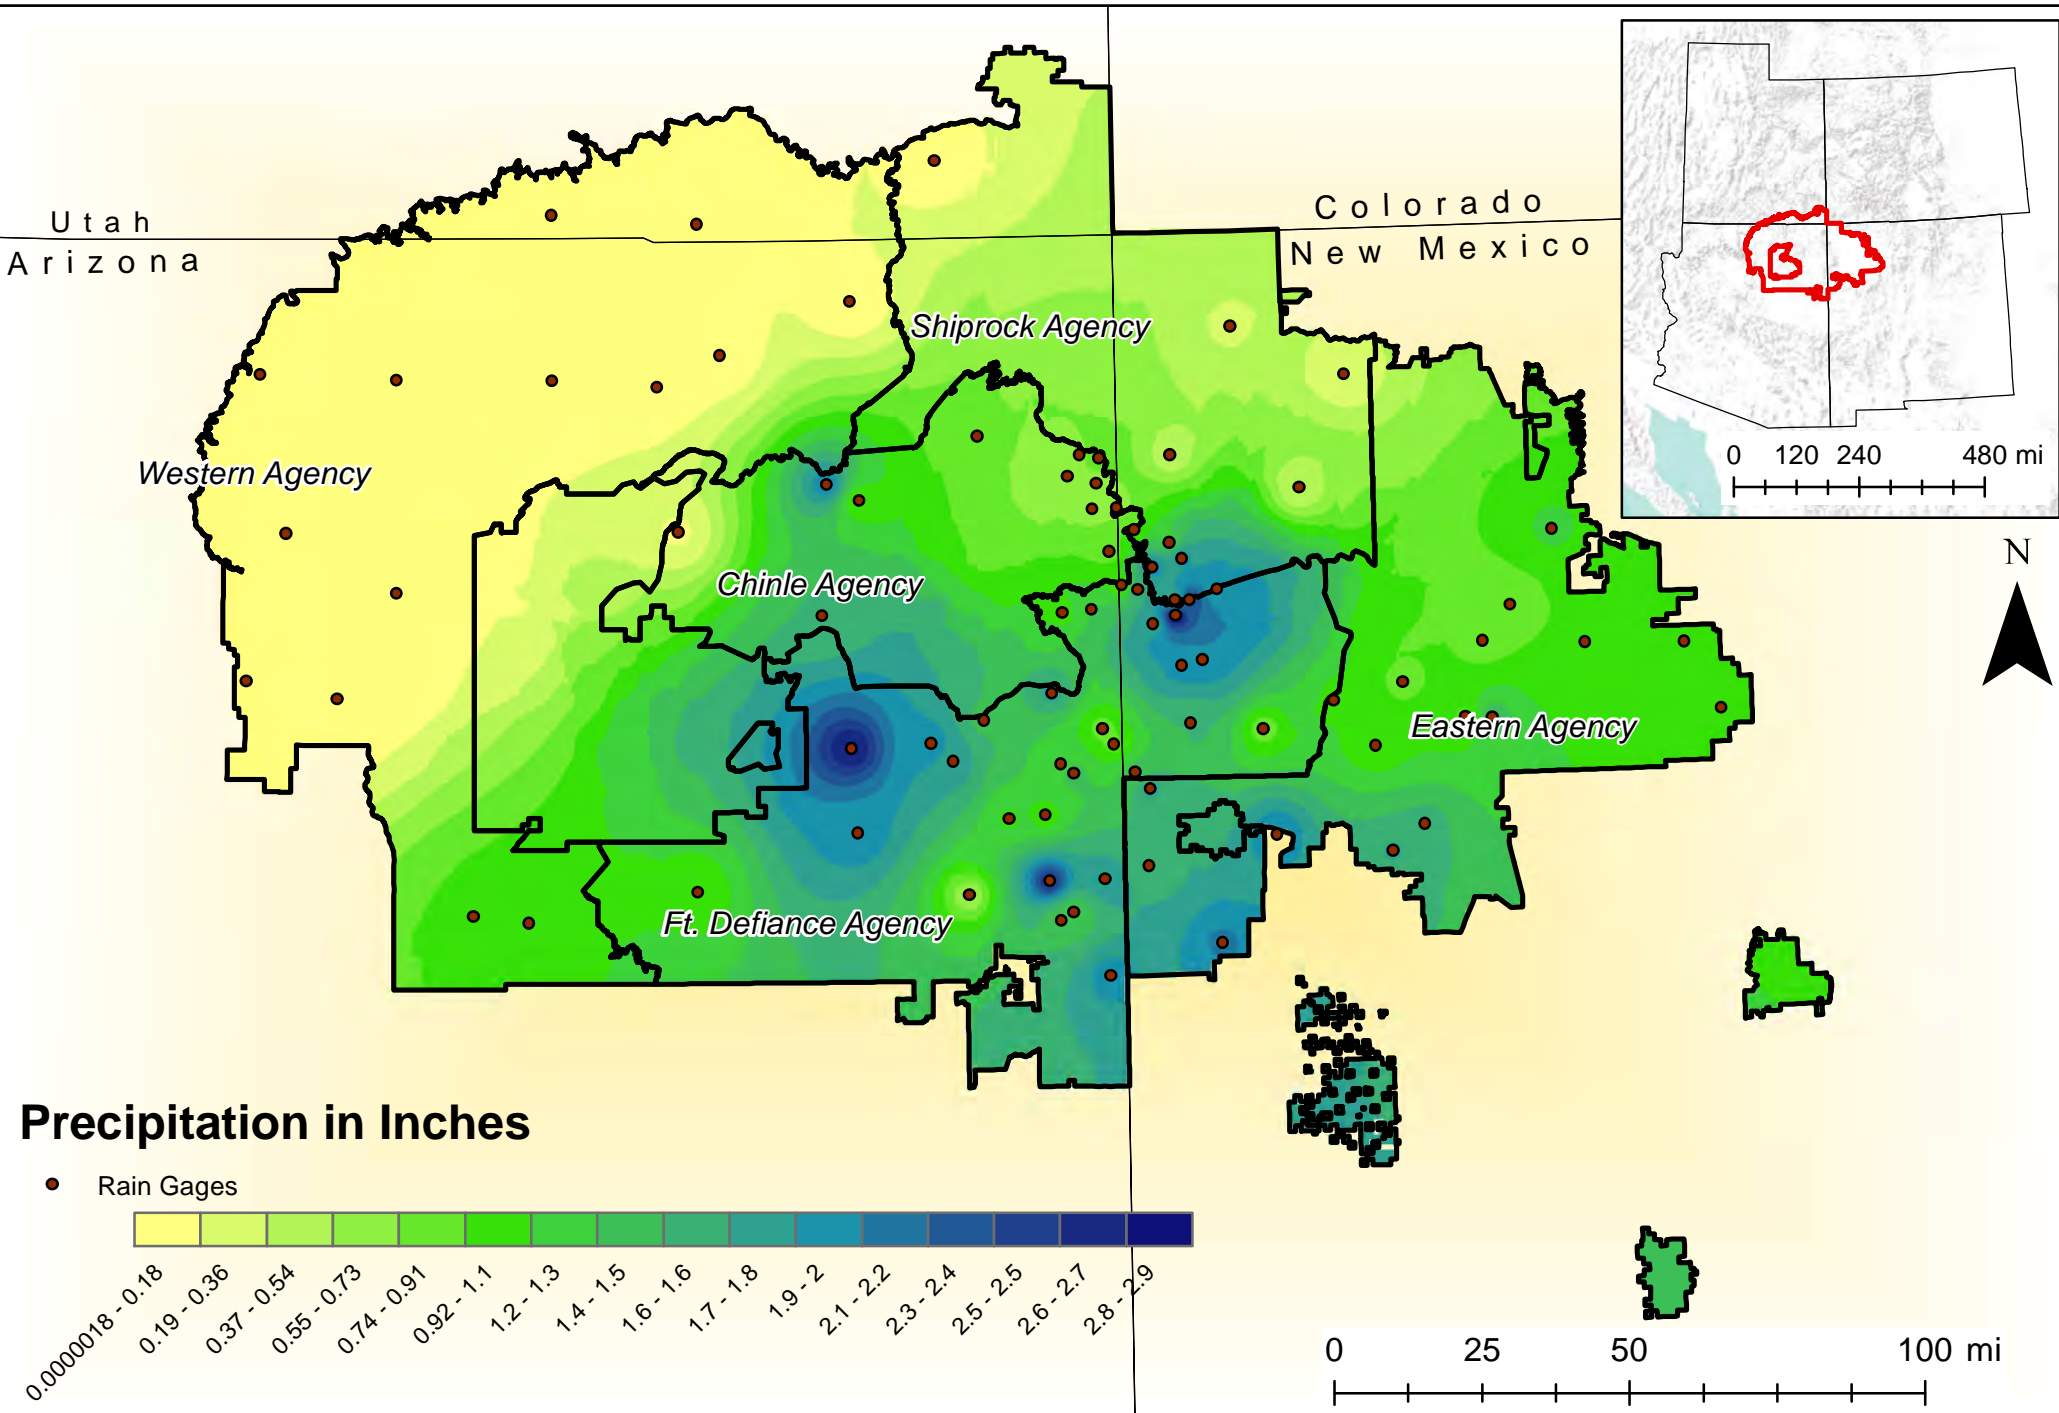 Utah
Arizona
Colorado
New Mexico
Shiprock Agency
Western Agency
Chinle Agency
Eastern Agency
Ft. Defiance Agency
0 120 240 480 mi
N
Precipitation in Inches
Rain Gages
0.0000018 - 0.18
0.19 - 0.36
0.37 - 0.54
0.55 - 0.73
0.74 - 0.91
0.92 - 1.1
1.2 - 1.3
1.4 - 1.5
1.6 - 1.6
1.7 - 1.8
1.9 - 2
2.1 - 2.2
2.3 - 2.4
2.5 - 2.5
2.6 - 2.7
2.8 - 2.9
0 25 50 100 mi